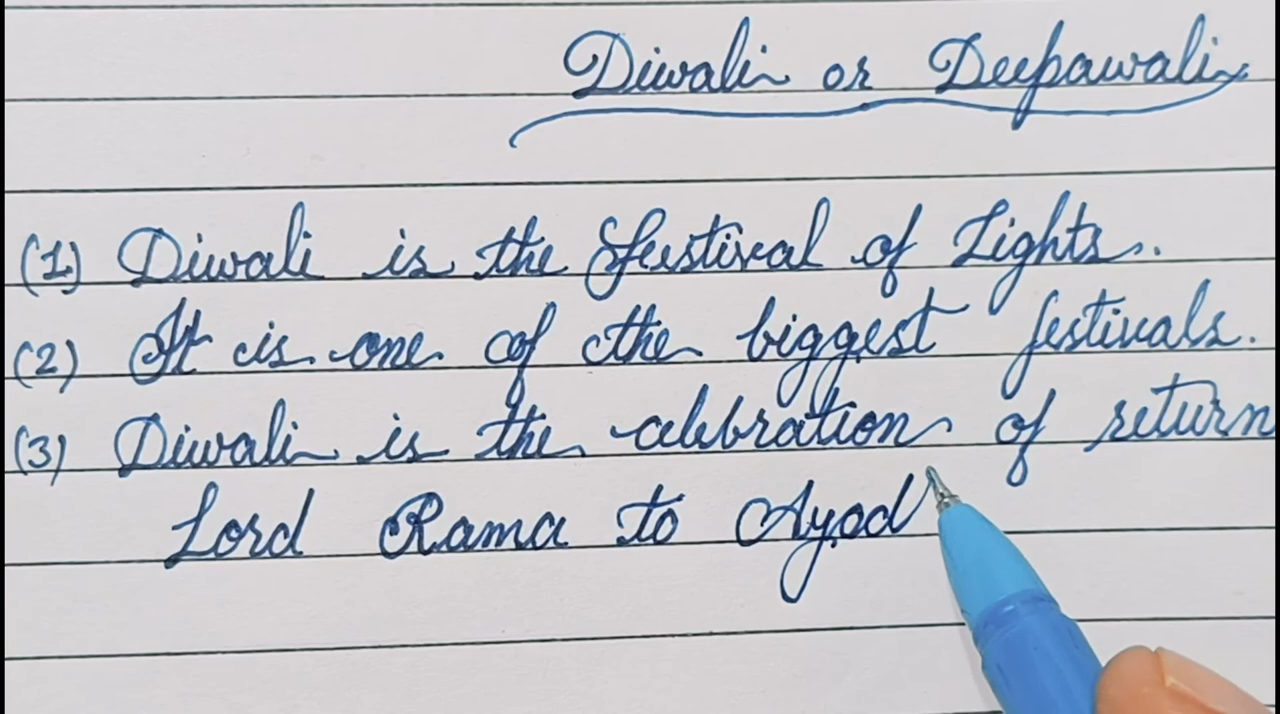 Diwali or Deepawali
(1) Diwali is the festival of Lights.
(2) It is one of the biggest festivals.
(3) Diwali is the celebration of return
Lord Rama to Ayod